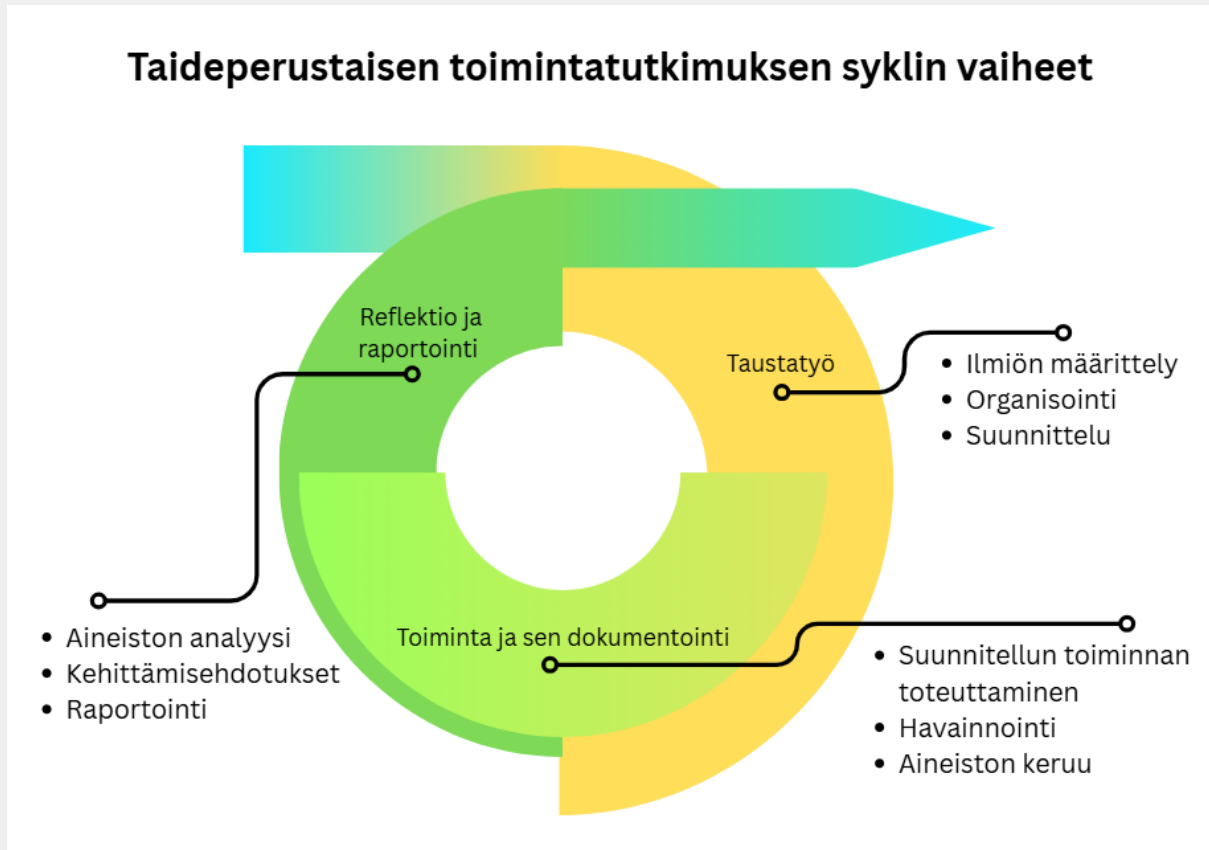 Taideperustaisen toimintatutkimuksen syklin vaiheet
Reflektio ja
raportointi
Taustatyö
• Ilmiön määrittely
• Organisointi
• Suunnittelu
• Aineiston analyysi
• Kehittämisehdotukset
• Raportointi
Toiminta ja sen dokumentointi
• Suunnitellun toiminnan
toteuttaminen
• Havainnointi
• Aineiston keruu